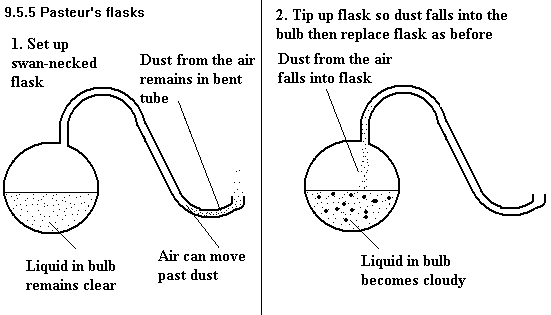 9.5.5 Pasteur's flasks
1. Set up
swan-necked
flask
Dust from the air
remains in bent
tube
Liquid in bulb
remains clear
Air can move
past dust
2. Tip up flask so dust falls into the
bulb then replace flask as before
Dust from the air
falls into flask
Liquid in bulb
becomes cloudy